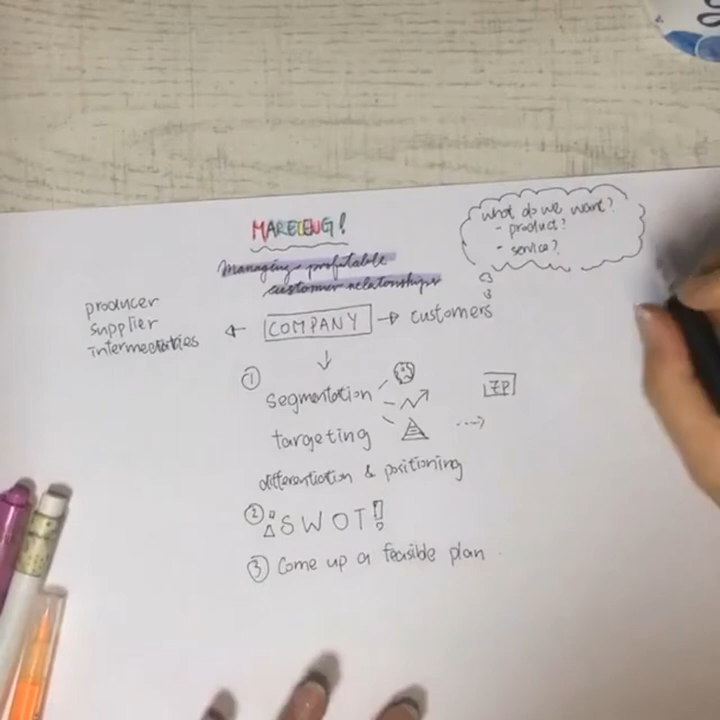 MARKETING!
Managing profitable
customer relationships
what do we want?
- product?
- service?
producer
supplier
intermediaries
COMPANY
customers
① segmentation
targeting
differentiation & positioning
② SWOT!
③ Come up a feasible plan